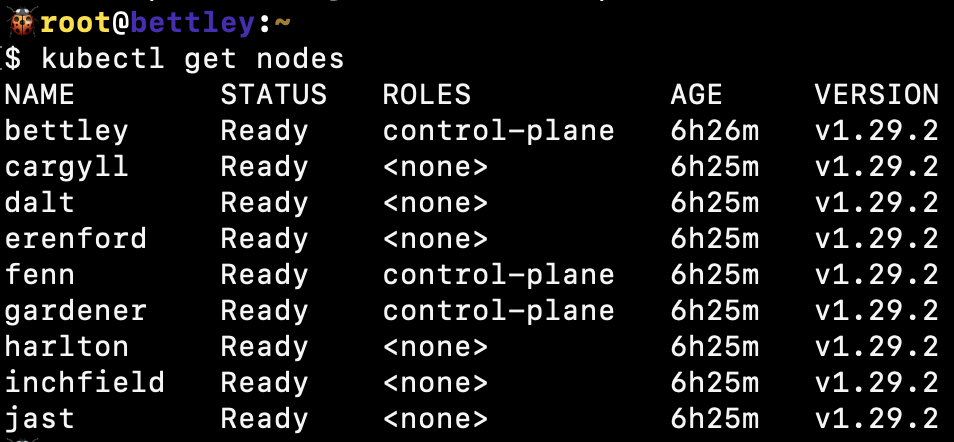 🐞root@bettley:~
$ kubectl get nodes
NAME        STATUS   ROLES           AGE     VERSION
bettley     Ready    control-plane   6h26m   v1.29.2
cargyll     Ready    <none>          6h25m   v1.29.2
dalt        Ready    <none>          6h25m   v1.29.2
erenford    Ready    <none>          6h25m   v1.29.2
fenn        Ready    control-plane   6h25m   v1.29.2
gardener    Ready    control-plane   6h25m   v1.29.2
harlton     Ready    <none>          6h25m   v1.29.2
inchfield   Ready    <none>          6h25m   v1.29.2
jast        Ready    <none>          6h25m   v1.29.2